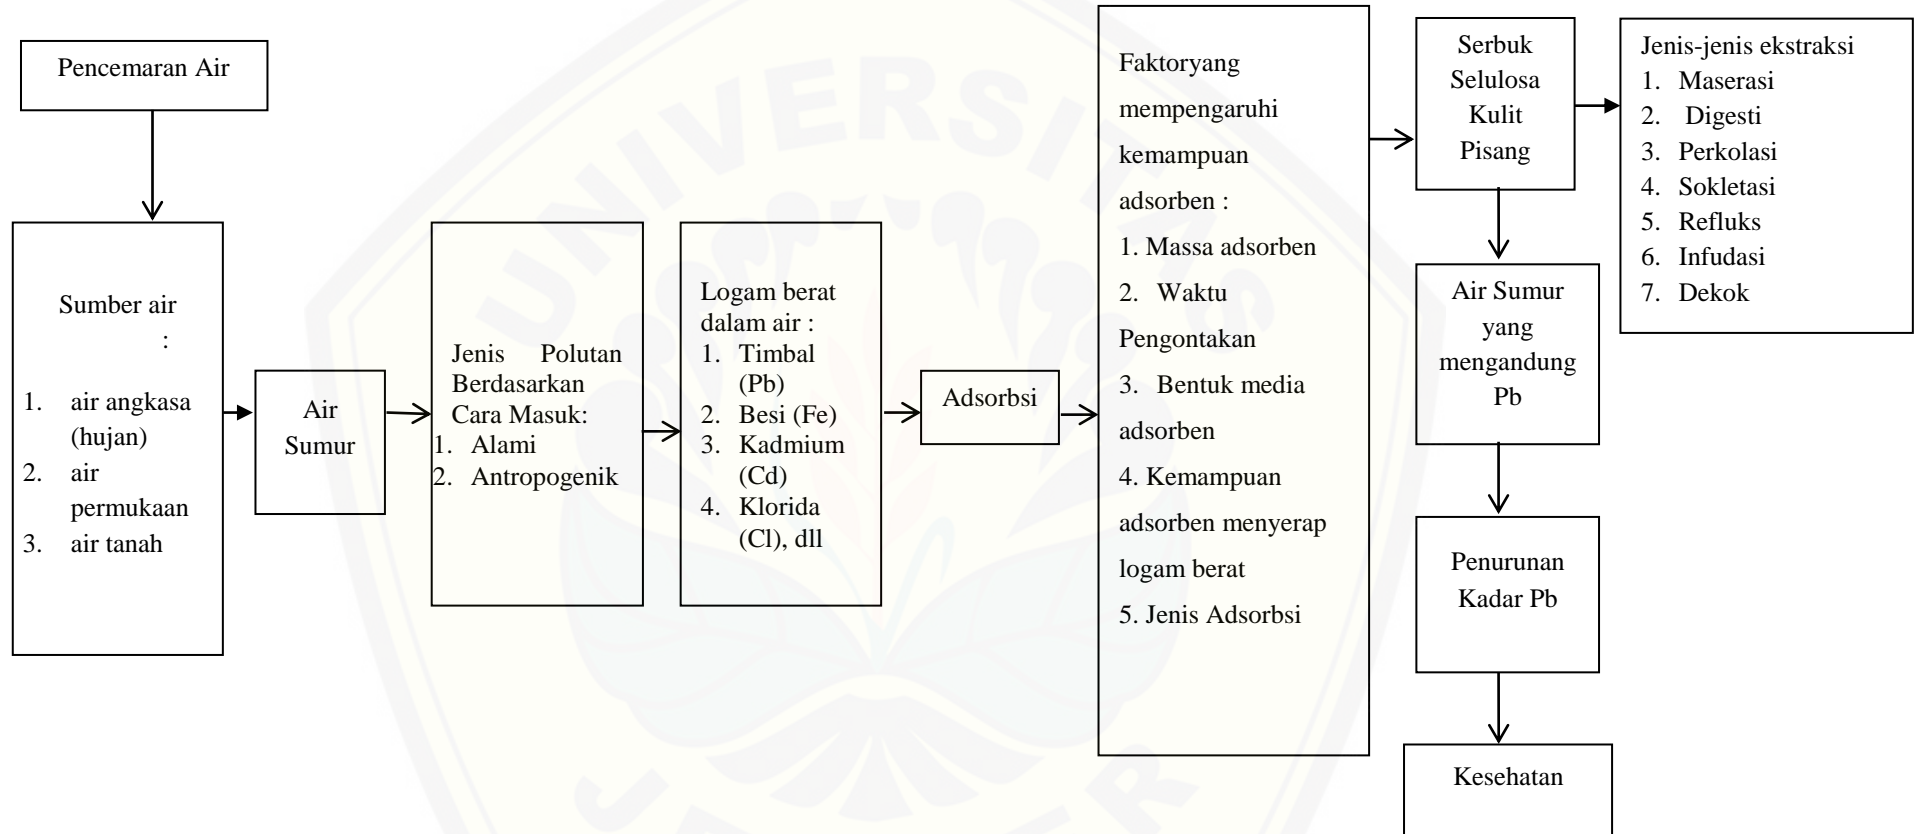 Pencemaran Air
Sumber air
:
1. air angkasa
(hujan)
2. air
permukaan
3. air tanah
Air
Sumur
Jenis Polutan
Berdasarkan
Cara Masuk:
1. Alami
2. Antropogenik
Logam berat
dalam air :
1. Timbal
(Pb)
2. Besi (Fe)
3. Kadmium
(Cd)
4. Klorida
(Cl), dll
Adsorbsi
Faktoryang
mempengaruhi
kemampuan
adsorben :
1. Massa adsorben
2. Waktu
Pengontakan
3. Bentuk media
adsorben
4. Kemampuan
adsorben menyerap
logam berat
5. Jenis Adsorbsi
Serbuk
Selulosa
Kulit
Pisang
Jenis-jenis ekstraksi
1. Maserasi
2. Digesti
3. Perkolasi
4. Sokletasi
5. Refluks
6. Infudasi
7. Dekok
Air Sumur
yang
mengandung
Pb
Penurunan
Kadar Pb
Kesehatan
UNIVERSITAS